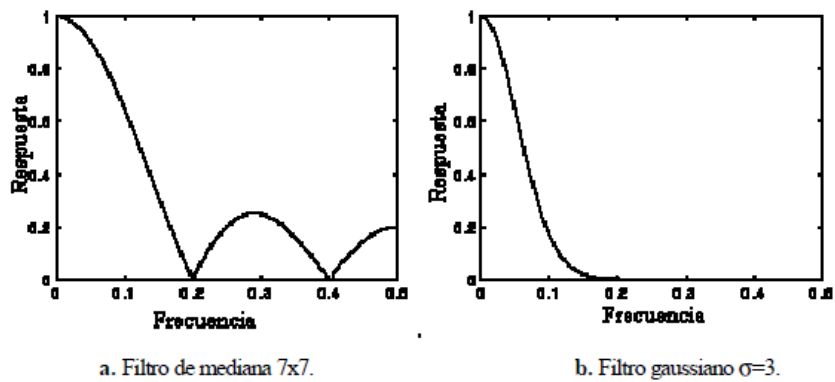 1
0.8
0.6
0.4
0.2
0
Respuesta
0 0.1 0.2 0.3 0.4 0.5
Frecuencia
a. Filtro de mediana 7x7.
1
0.8
0.6
0.4
0.2
0
Respuesta
0 0.1 0.2 0.3 0.4 0.5
Frecuencia
b. Filtro gaussiano σ=3.